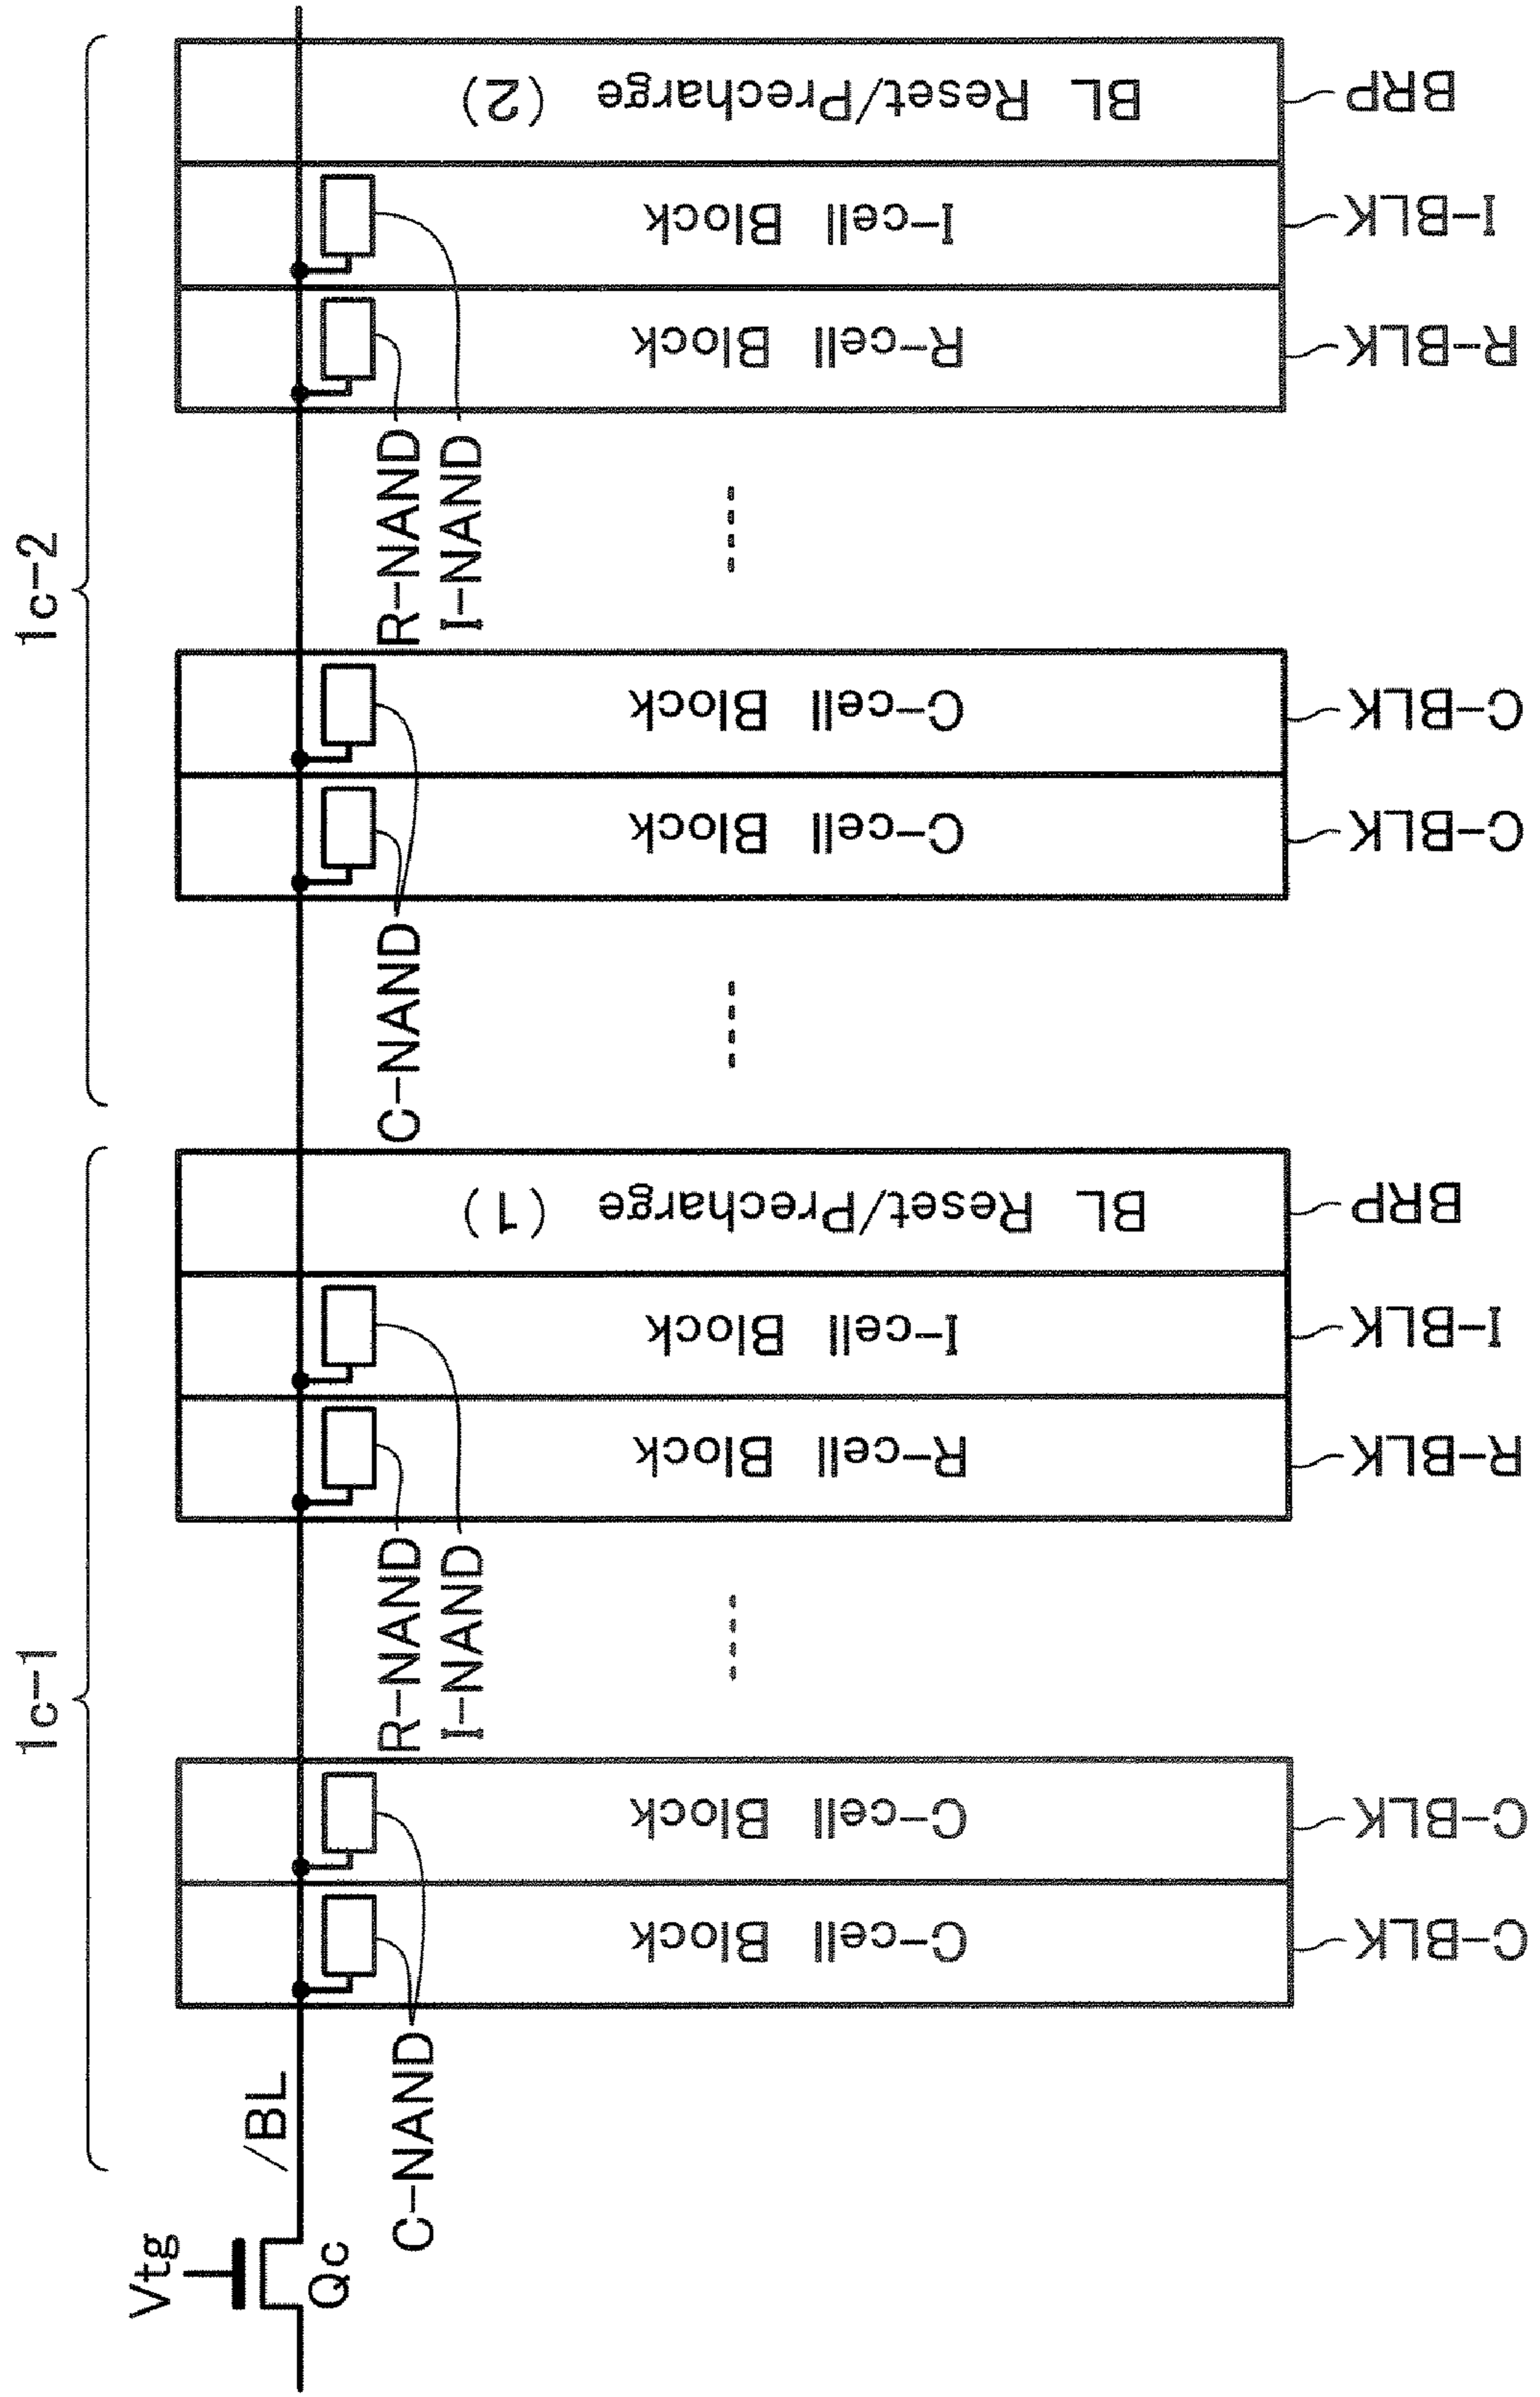 1c-2
BL Reset/Precharge (2)
BRP
I-cell Block
I-BLK
R-cell Block
R-BLK
R-NAND
I-NAND
C-cell Block
C-BLK
C-cell Block
C-BLK
C-NAND
1c-1
BL Reset/Precharge (1)
BRP
I-cell Block
I-BLK
R-cell Block
R-BLK
R-NAND
I-NAND
C-cell Block
C-BLK
C-cell Block
C-BLK
/BL
C-NAND
Vtg
Qc